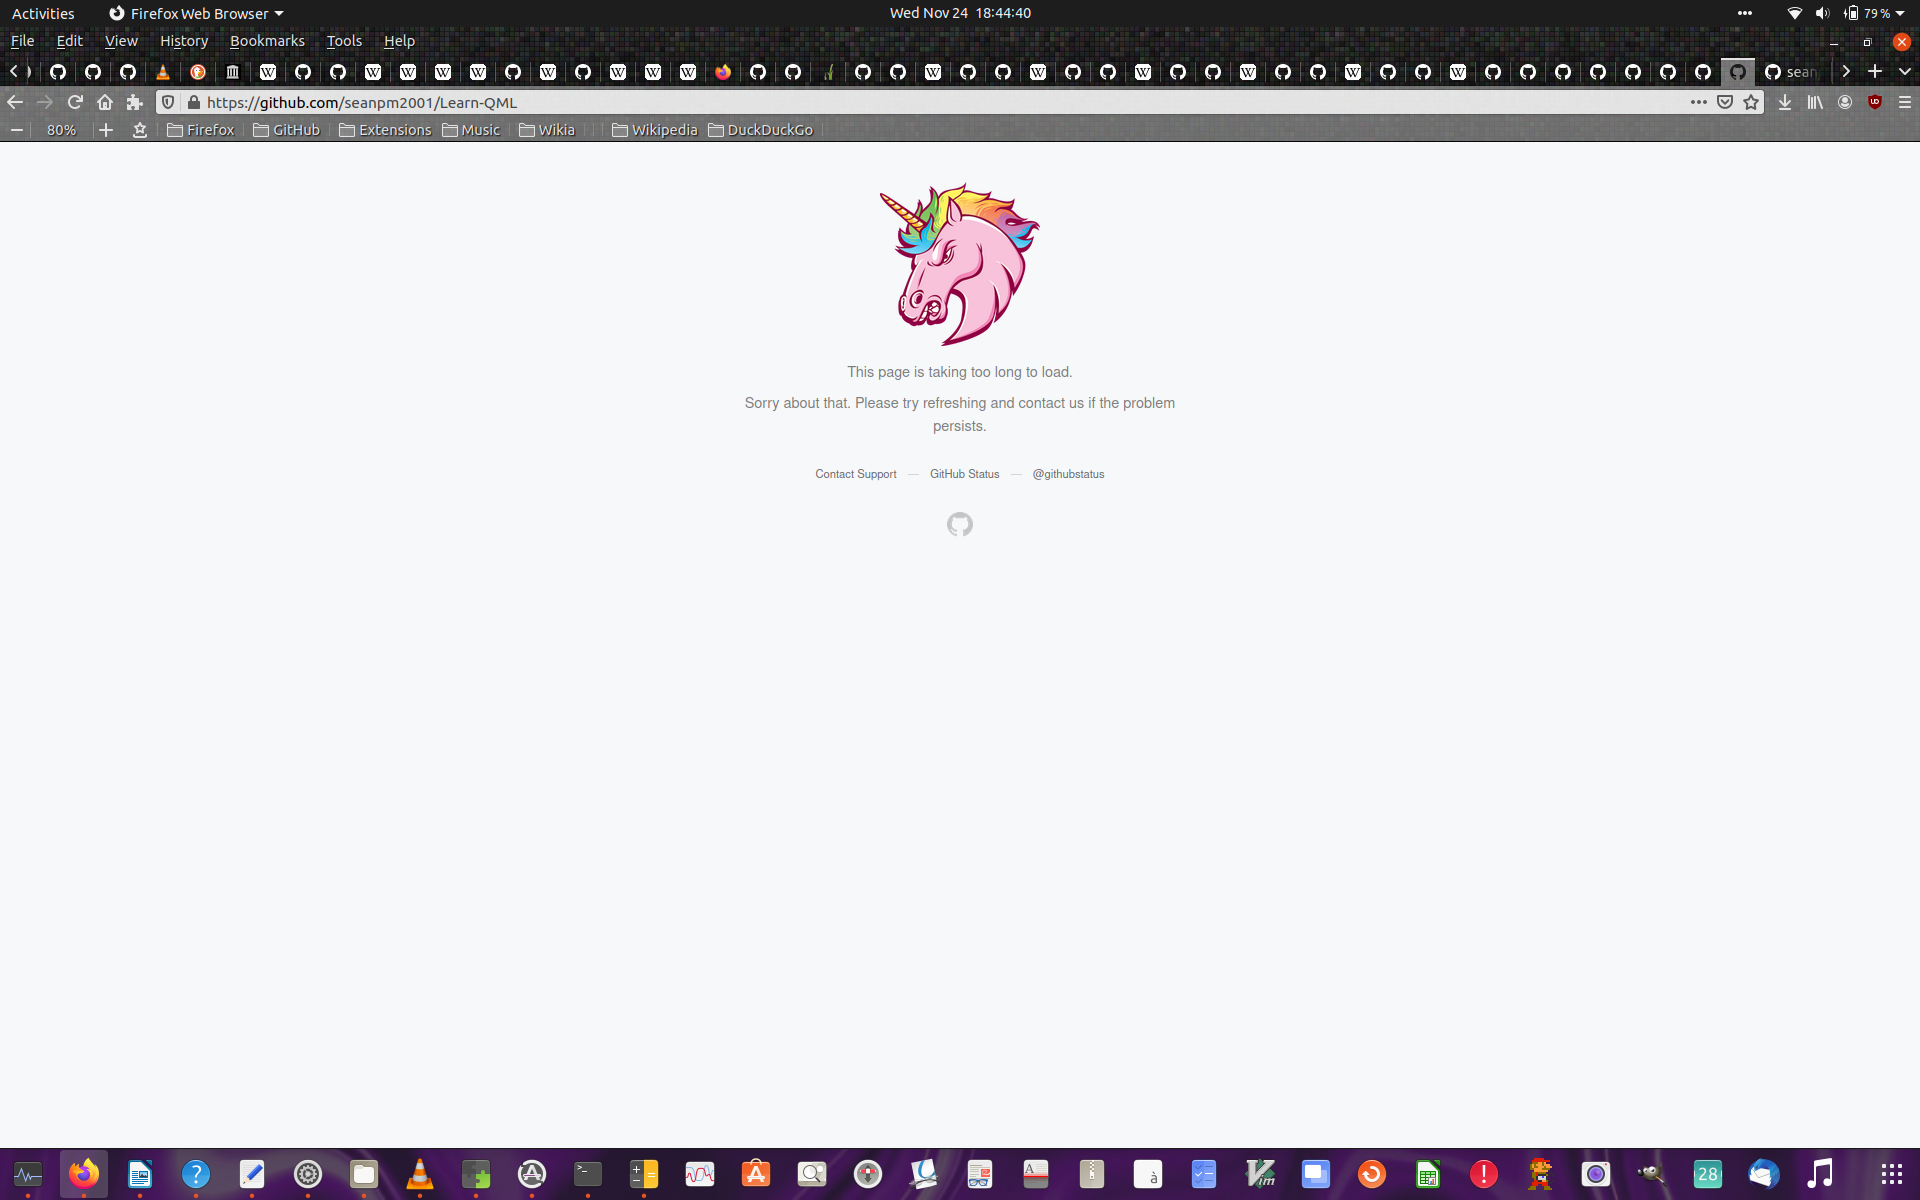 Activities
Firefox Web Browser
Wed Nov 24 18:44:40
79 %
File Edit View History Bookmarks Tools Help
https://github.com/seanpm2001/Learn-QML
80%
Firefox
GitHub
Extensions
Music
Wikia
Wikipedia
DuckDuckGo
This page is taking too long to load.
Sorry about that. Please try refreshing and contact us if the problem
persists.
Contact Support — GitHub Status — @githubstatus
28